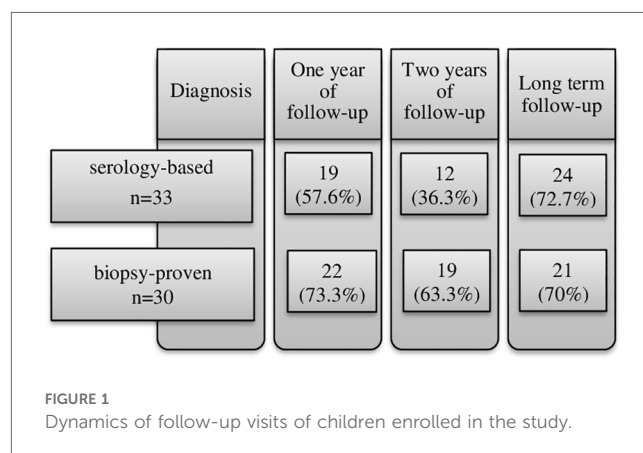 Diagnosis
One year
of
follow-up
Two years
of
follow-up
Long term
follow-up
serology-based
n=33
19
(57.6%)
12
(36.3%)
24
(72.7%)
biopsy-proven
n=30
22
(73.3%)
19
(63.3%)
21
(70%)
FIGURE 1
Dynamics of follow-up visits of children enrolled in the study.